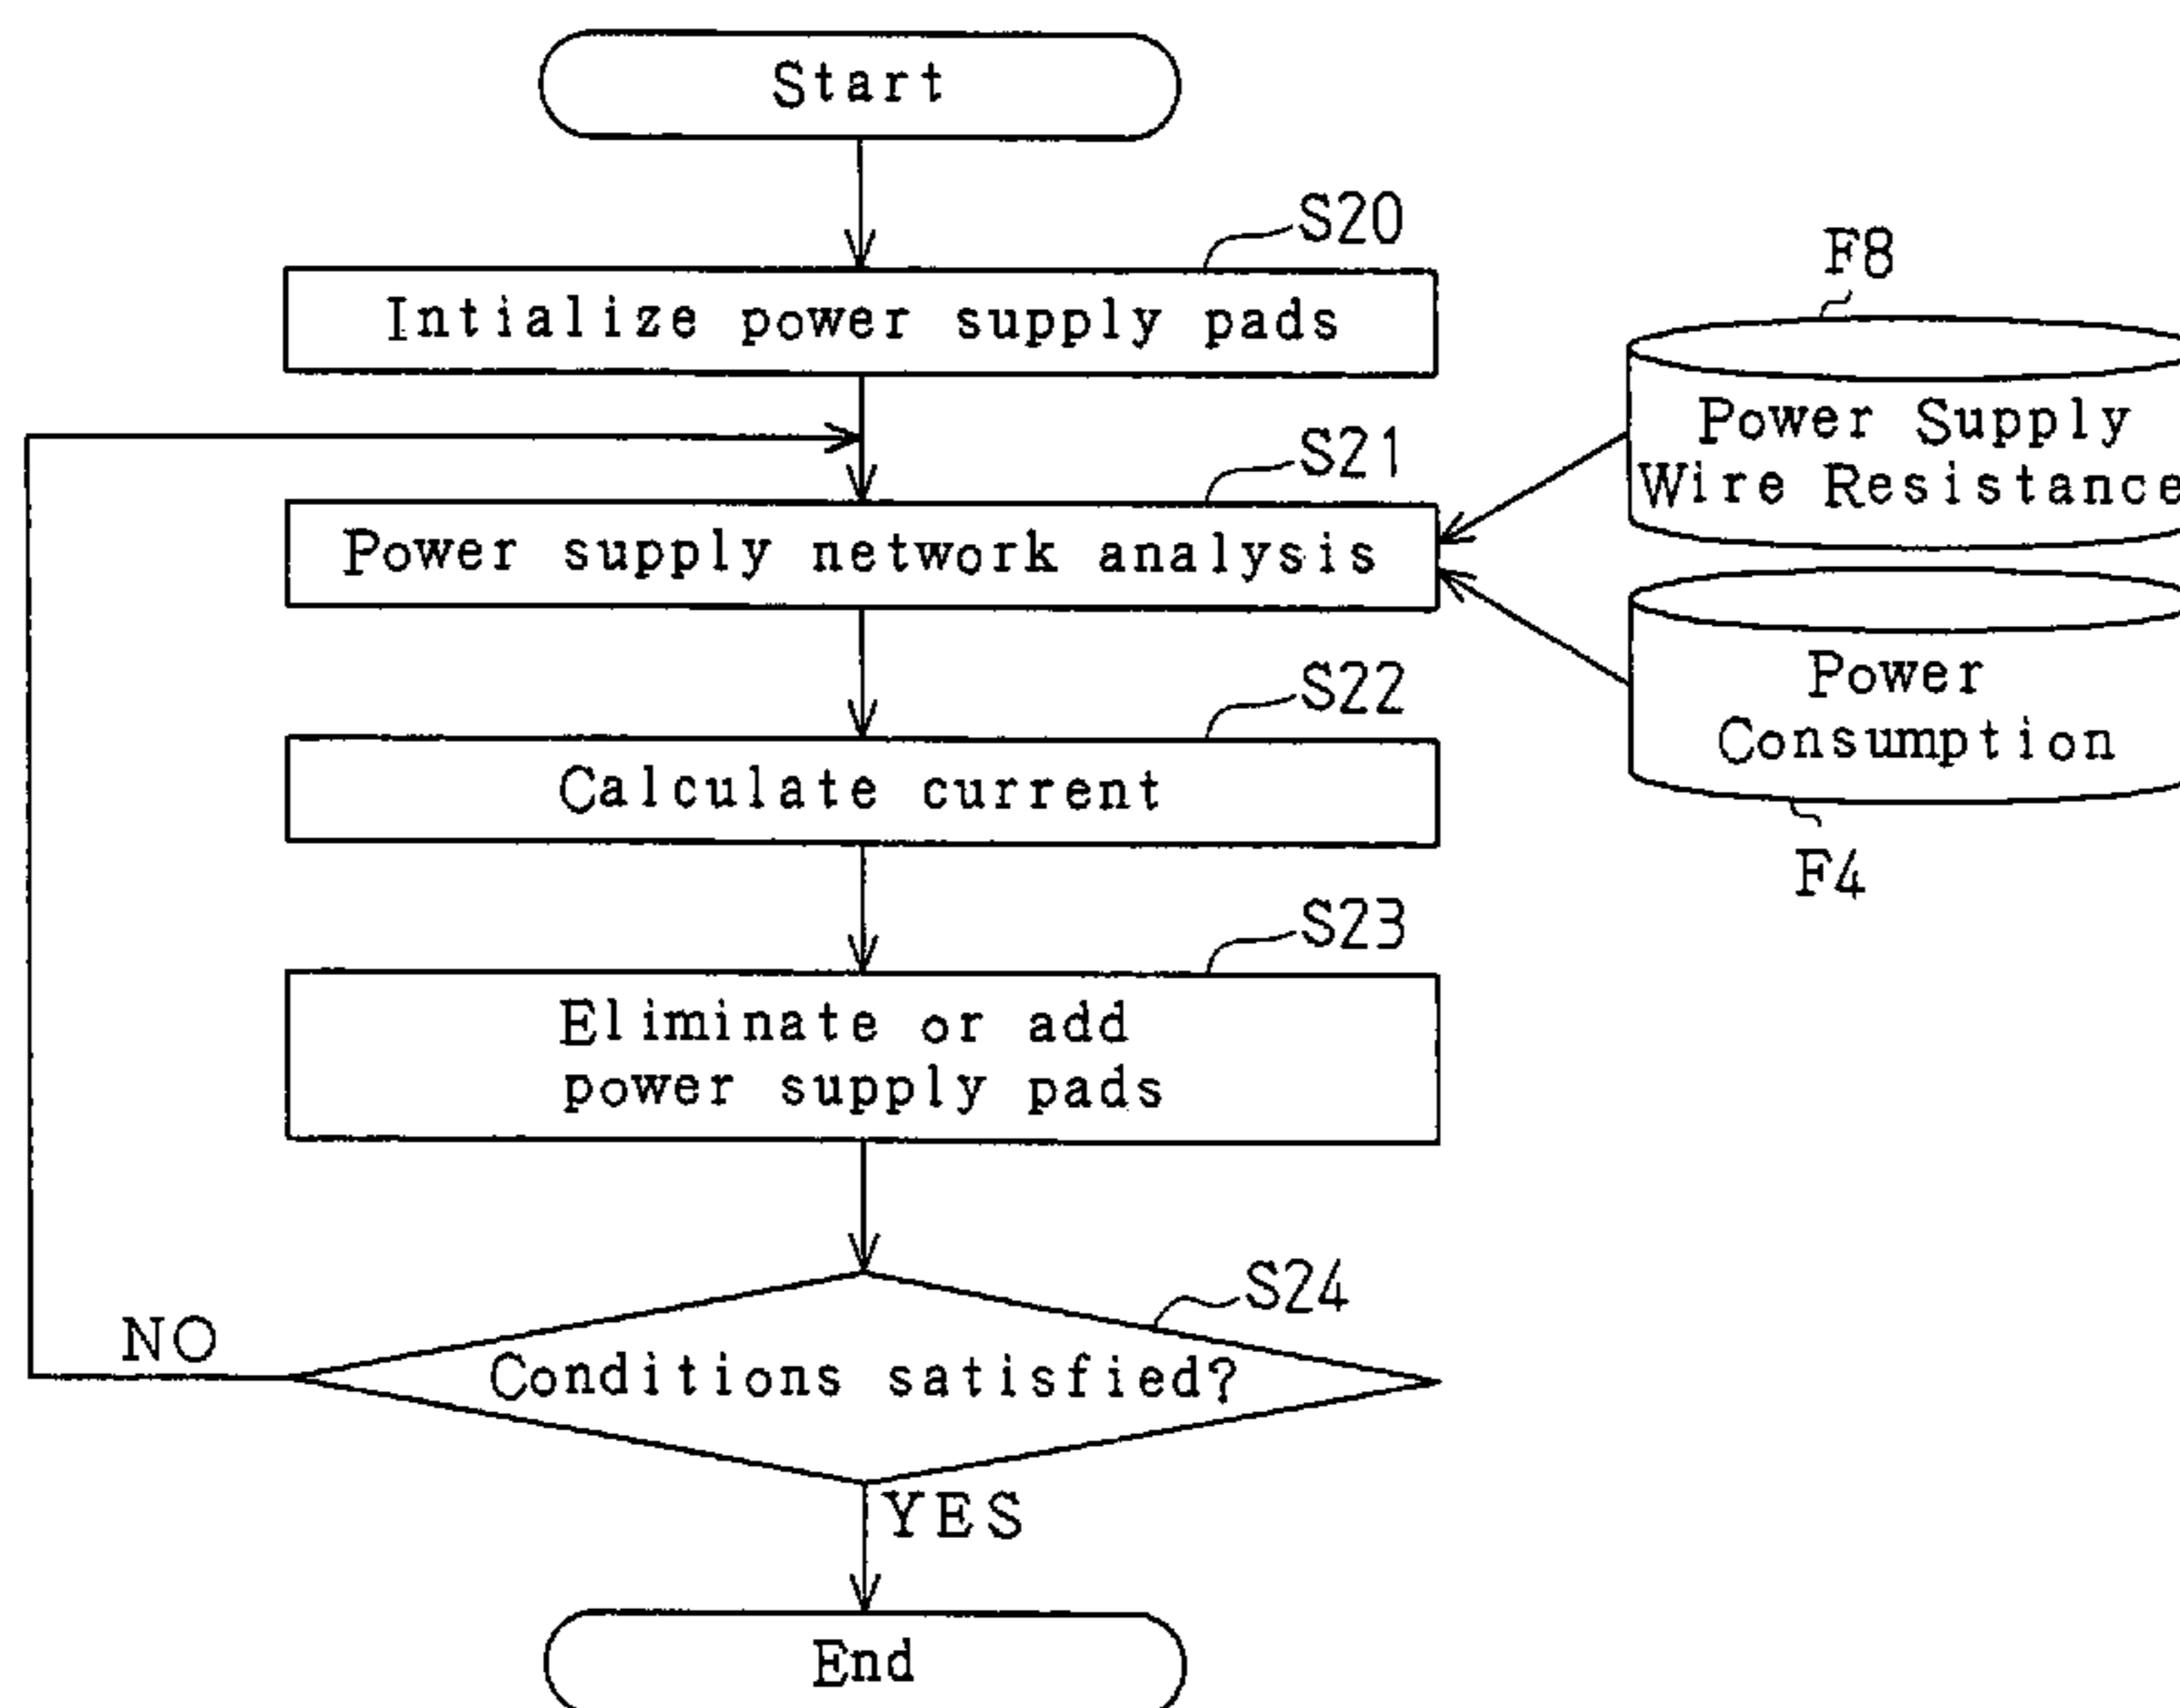 Start
S20
Intialize power supply pads
F8
Power Supply
Wire Resistance
S21
Power supply network analysis
S22
Power
Consumption
Calculate current
F4
S23
Eliminate or add
power supply pads
S24
NO
Conditions satisfied?
YES
End